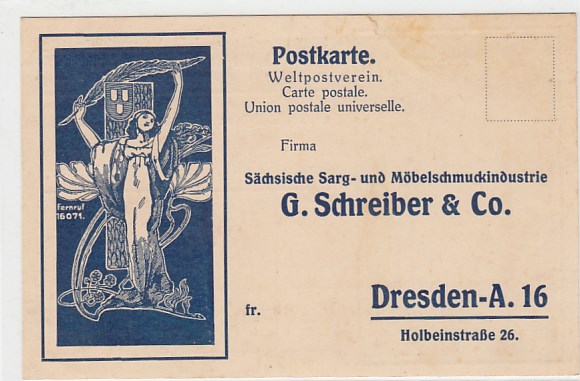 Postkarte.
Weltpostverein.
Carte postale.
Union postale universelle.
Firma
Sächsische Sarg- und Möbelschmuckindustrie
G. Schreiber & Co.
fr.
Dresden-A. 16
Holbeinstraße 26.
Fernruf
16071.